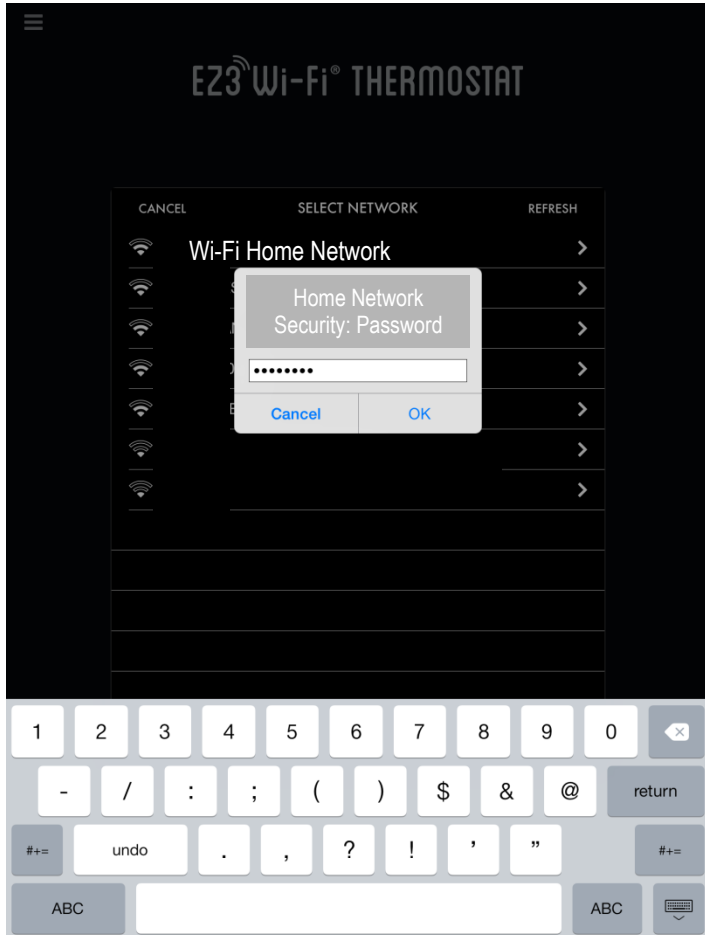 EZ3 Wi-Fi® THERMOSTAT
CANCEL SELECT NETWORK REFRESH
Wi-Fi Home Network
Home Network
Security: Password
••••••••
Cancel OK
1 2 3 4 5 6 7 8 9 0
- / : ; ( ) $ & @ return
#+= undo . , ? ! ’ ” #+=
ABC ABC